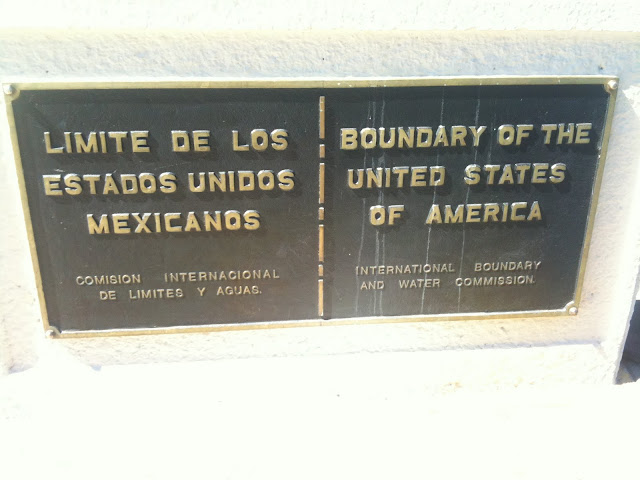 LIMITE DE LOS
ESTADOS UNIDOS
MEXICANOS
COMISION INTERNACIONAL
DE LIMITES Y AGUAS.
BOUNDARY OF THE
UNITED STATES
OF AMERICA
INTERNATIONAL BOUNDARY
AND WATER COMMISSION.